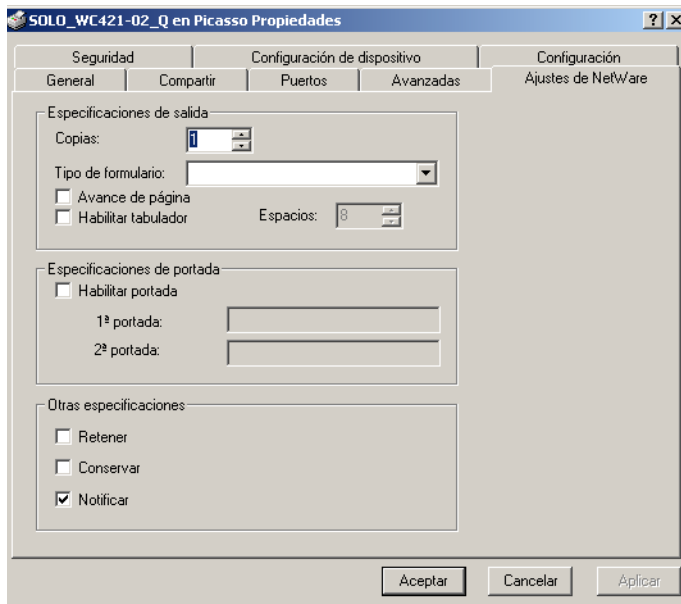 SOLO_WC421-02_Q en Picasso Propiedades
Seguridad Configuración de dispositivo Configuración
General Compartir Puertos Avanzadas Ajustes de NetWare
Especificaciones de salida
Copias: 1
Tipo de formulario:
Avance de página
Habilitar tabulador Espacios: 8
Especificaciones de portada
Habilitar portada
1ª portada:
2ª portada:
Otras especificaciones
Retener
Conservar
Notificar
Aceptar Cancelar Aplicar